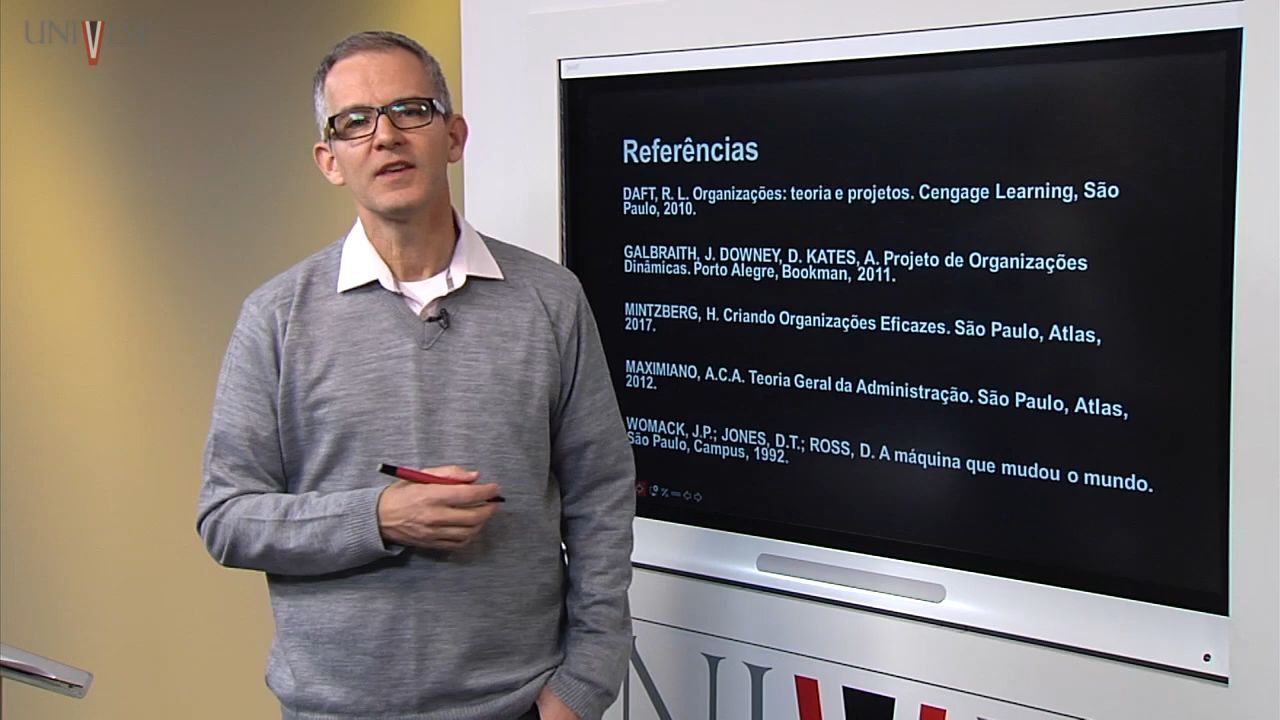 UNIVESP
Referências
DAFT, R. L. Organizações: teoria e projetos. Cengage Learning, São
Paulo, 2010.
GALBRAITH, J. DOWNEY, D. KATES, A. Projeto de Organizações
Dinâmicas. Porto Alegre, Bookman, 2011.
MINTZBERG, H. Criando Organizações Eficazes. São Paulo, Atlas,
2017.
MAXIMIANO, A.C.A. Teoria Geral da Administração. São Paulo, Atlas,
2012.
WOMACK, J.P.; JONES, D.T.; ROSS, D. A máquina que mudou o mundo.
São Paulo, Campus, 1992.